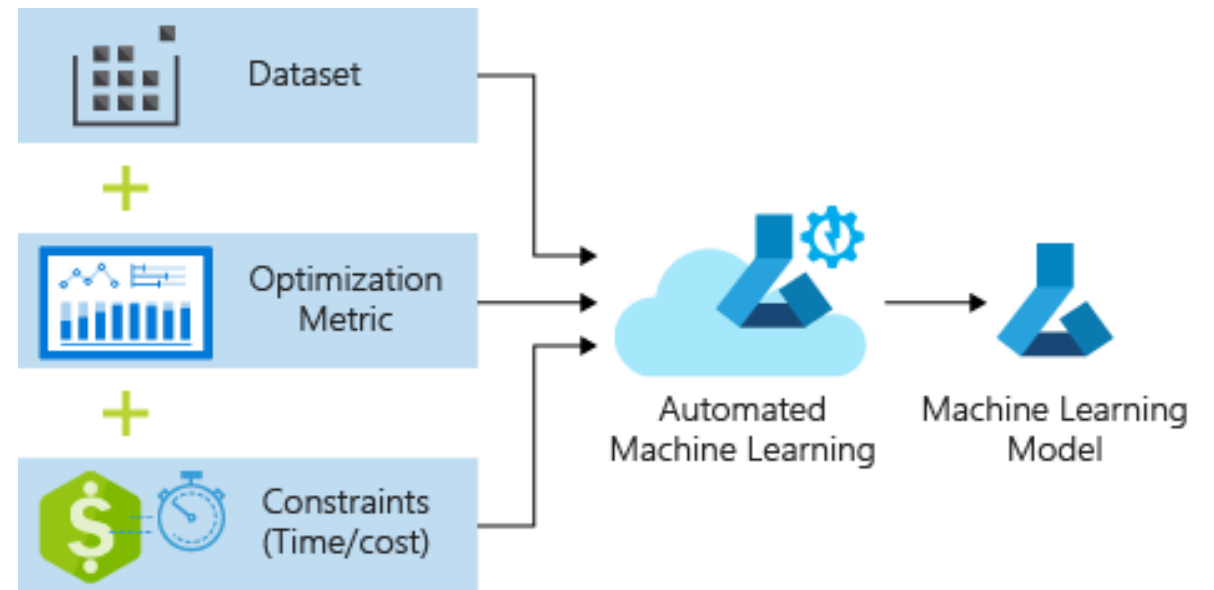 Dataset
Optimization
Metric
Constraints
(Time/cost)
Automated
Machine Learning
Machine Learning
Model